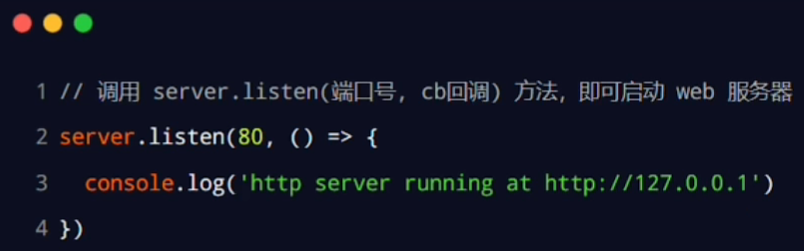 1 // 调用 server.listen(端口号, cb回调) 方法, 即可启动 web 服务器
2 server.listen(80, () => {
3   console.log('http server running at http://127.0.0.1')
4 })